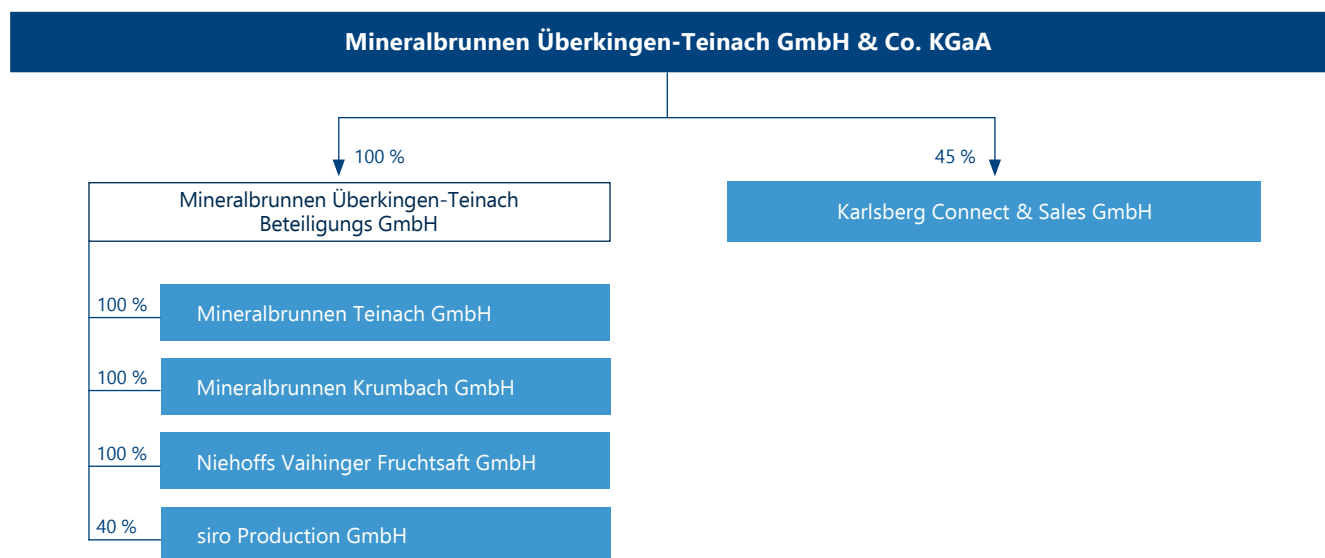 Mineralbrunnen Überkingen-Teinach GmbH & Co. KGaA
100 %
45 %
Mineralbrunnen Überkingen-Teinach
Beteiligungs GmbH
Karlsberg Connect & Sales GmbH
100 %
Mineralbrunnen Teinach GmbH
100 %
Mineralbrunnen Krumbach GmbH
100 %
Niehoffs Vaihinger Fruchtsaft GmbH
40 %
siro Production GmbH